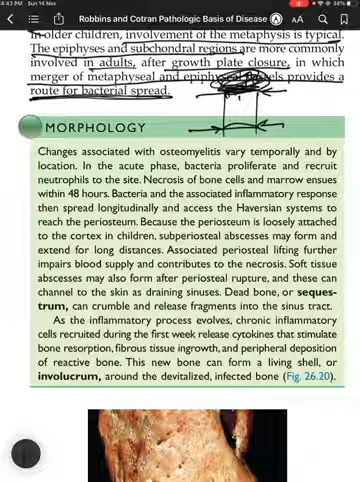 4:43 PM Sun 14 Nov
34%
Robbins and Cotran Pathologic Basis of Disease
AA
In older children, involvement of the metaphysis is typical.
The epiphyses and subchondral regions are more commonly
involved in adults, after growth plate closure, in which
merger of metaphyseal and epiphyseal vessels provides a
route for bacterial spread.
MORPHOLOGY
Changes associated with osteomyelitis vary temporally and by
location. In the acute phase, bacteria proliferate and recruit
neutrophils to the site. Necrosis of bone cells and marrow ensues
within 48 hours. Bacteria and the associated inflammatory response
then spread longitudinally and access the Haversian systems to
reach the periosteum. Because the periosteum is loosely attached
to the cortex in children, subperiosteal abscesses may form and
extend for long distances. Associated periosteal lifting further
impairs blood supply and contributes to the necrosis. Soft tissue
abscesses may also form after periosteal rupture, and these can
channel to the skin as draining sinuses. Dead bone, or seques-
trum, can crumble and release fragments into the sinus tract.
As the inflammatory process evolves, chronic inflammatory
cells recruited during the first week release cytokines that stimulate
bone resorption, fibrous tissue ingrowth, and peripheral deposition
of reactive bone. This new bone can form a living shell, or
involucrum, around the devitalized, infected bone (Fig. 26.20).